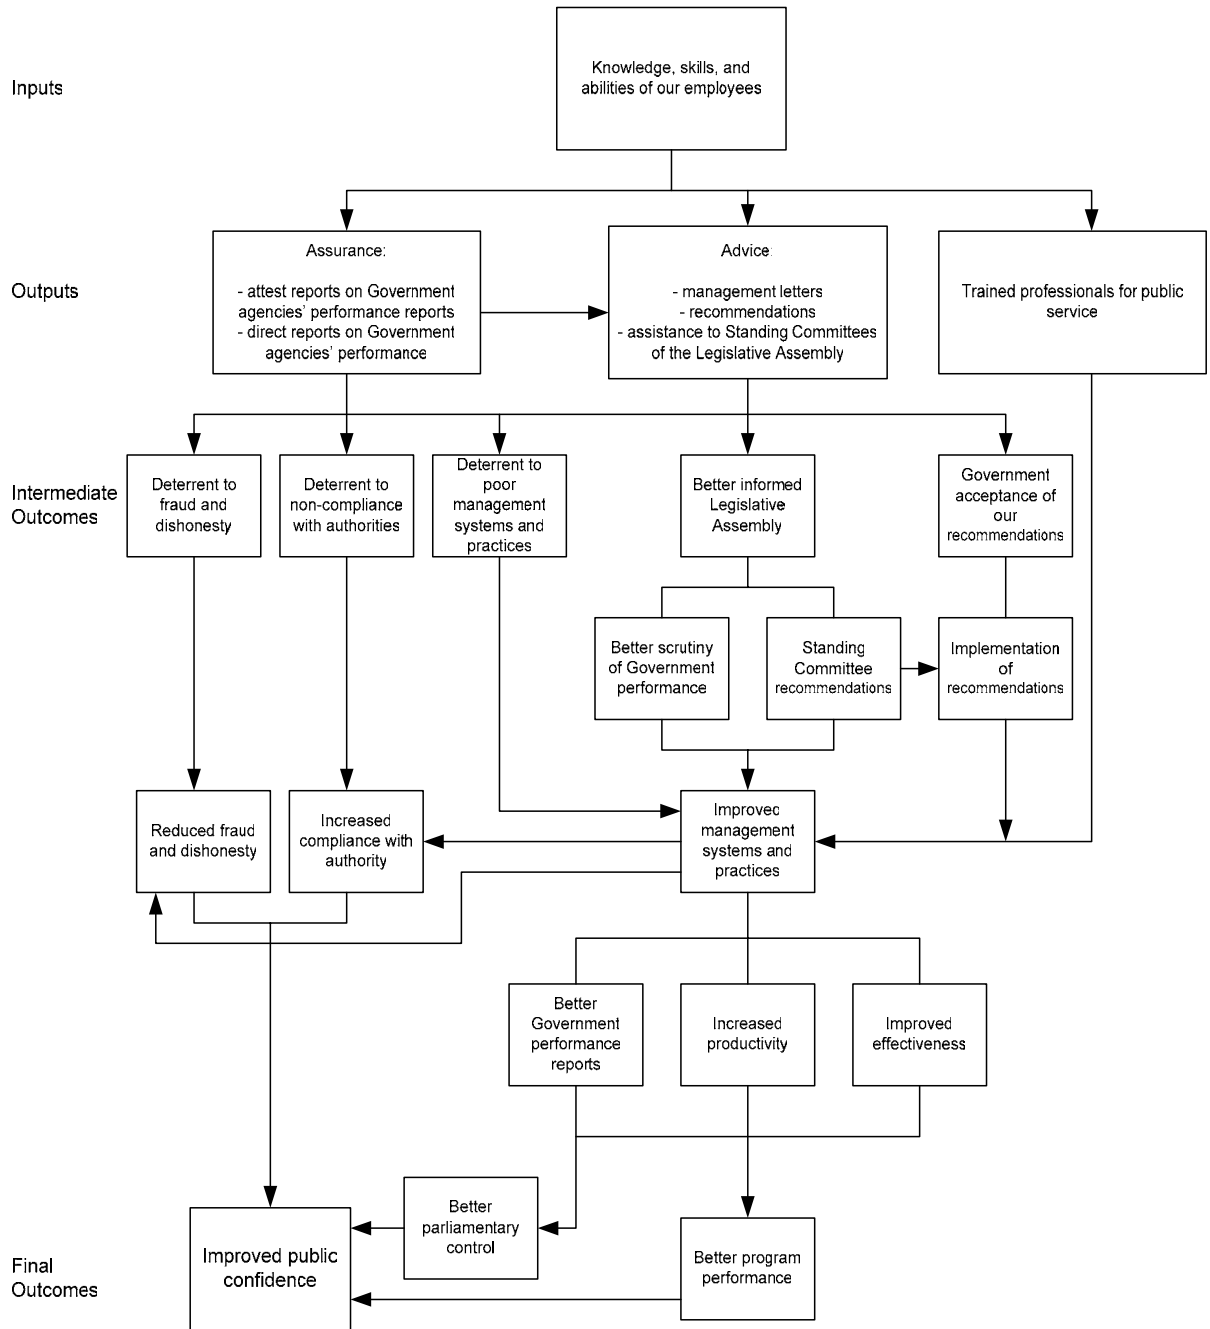 Inputs
Knowledge, skills, and
abilities of our employees
Outputs
Assurance:
- attest reports on Government
agencies' performance reports
- direct reports on Government
agencies' performance
Advice:
- management letters
- recommendations
- assistance to Standing Committees
of the Legislative Assembly
Trained professionals for public
service
Intermediate
Outcomes
Deterrent to
fraud and
dishonesty
Deterrent to
non-compliance
with authorities
Deterrent to
poor
management
systems and
practices
Better informed
Legislative
Assembly
Government
acceptance of
our
recommendations
Better scrutiny
of Government
performance
Standing
Committee
recommendations
Implementation
of
recommendations
Reduced fraud
and dishonesty
Increased
compliance with
authority
Improved
management
systems and
practices
Better
Government
performance
reports
Increased
productivity
Improved
effectiveness
Final
Outcomes
Improved public
confidence
Better
parliamentary
control
Better program
performance